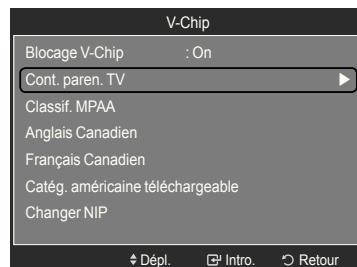 V-Chip
Blocage V-Chip : On
Cont. paren. TV
Classif. MPAA
Anglais Canadien
Français Canadien
Catég. américaine téléchargeable
Changer NIP
Dépl. Intro. Retour